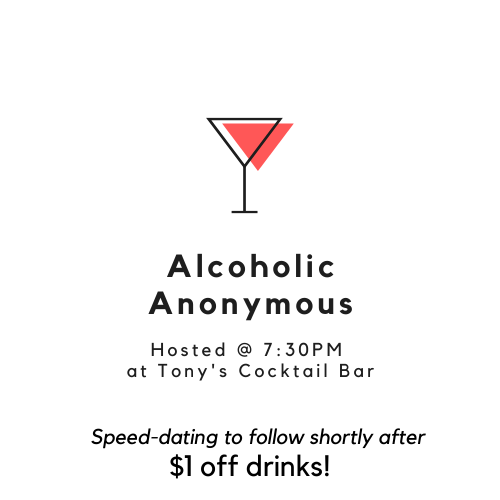 Alcoholic
Anonymous
Hosted @ 7:30PM
at Tony's Cocktail Bar
Speed-dating to follow shortly after
$1 off drinks!